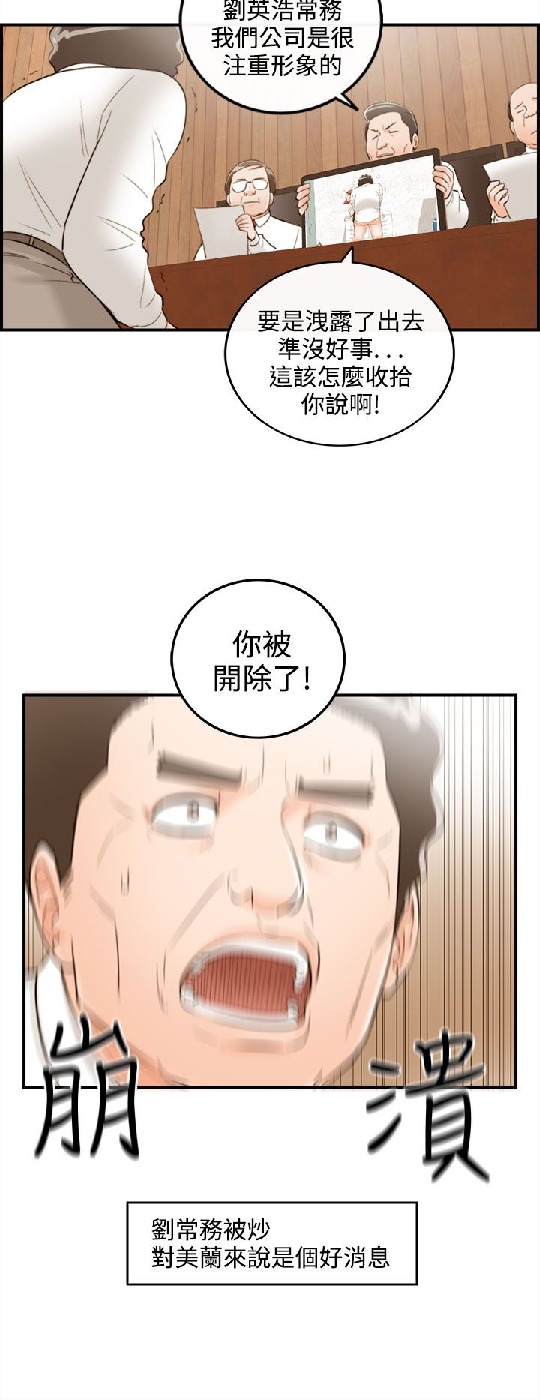 劉英浩常務
我們公司是很
注重形象的
要是洩露了出去
準沒好事...
這該怎麼收拾
你說啊!
你被
開除了!
崩潰
劉常務被炒
對美蘭來說是個好消息